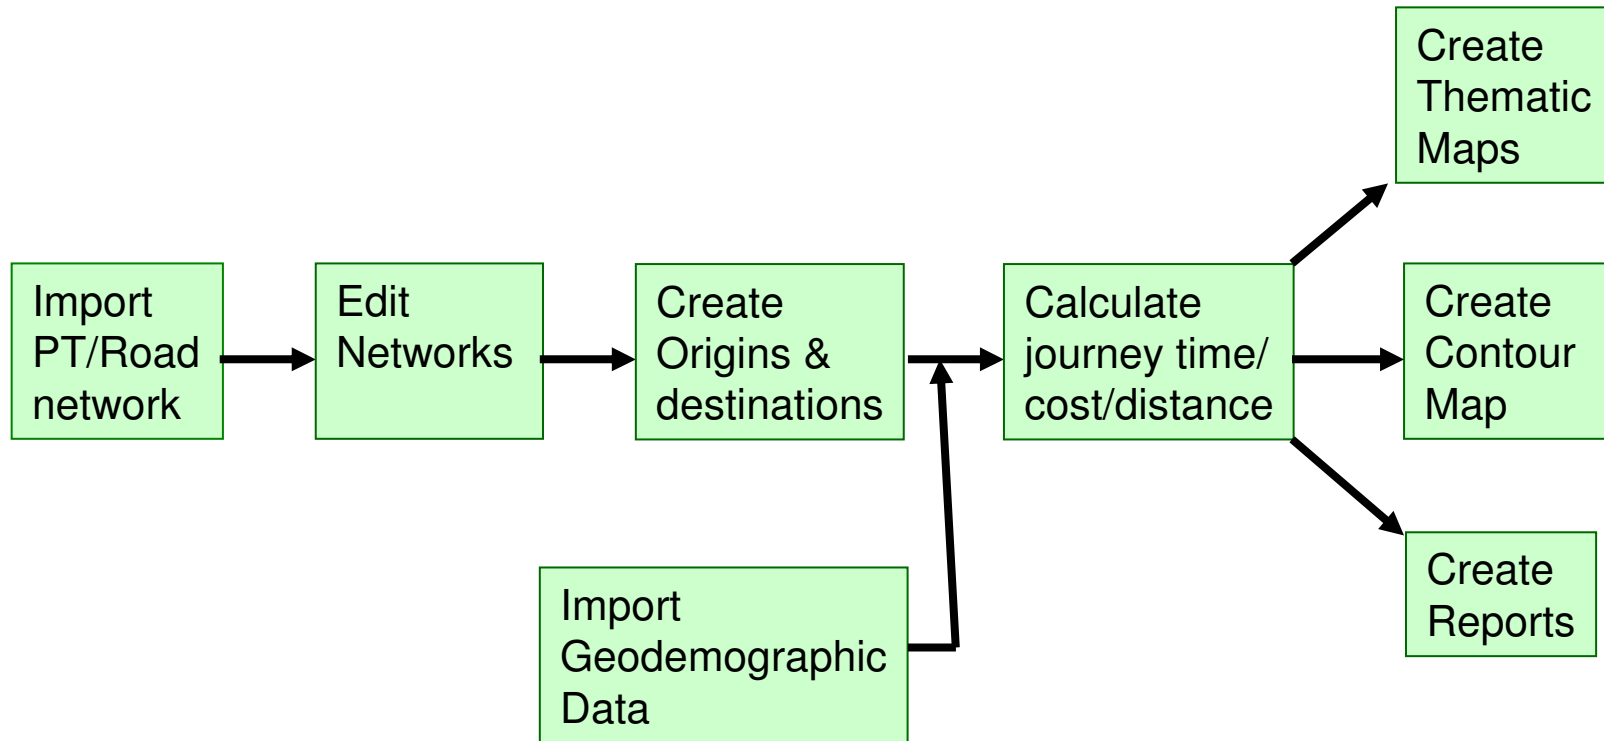 Import
PT/Road
network
Edit
Networks
Create
Origins &
destinations
Import
Geodemographic
Data
Calculate
journey time/
cost/distance
Create
Thematic
Maps
Create
Contour
Map
Create
Reports